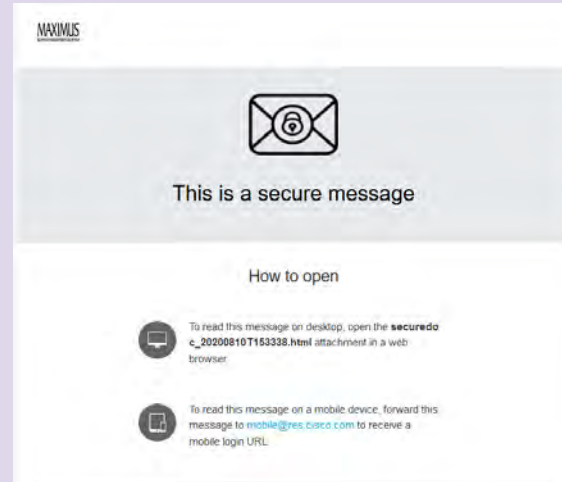 MAXIMUS
This is a secure message
How to open
To read this message on desktop, open the securedo
c_20200810T153338.html attachment in a web
browser
To read this message on a mobile device, forward this
message to mobile@res.cisco.com to receive a
mobile login URL.